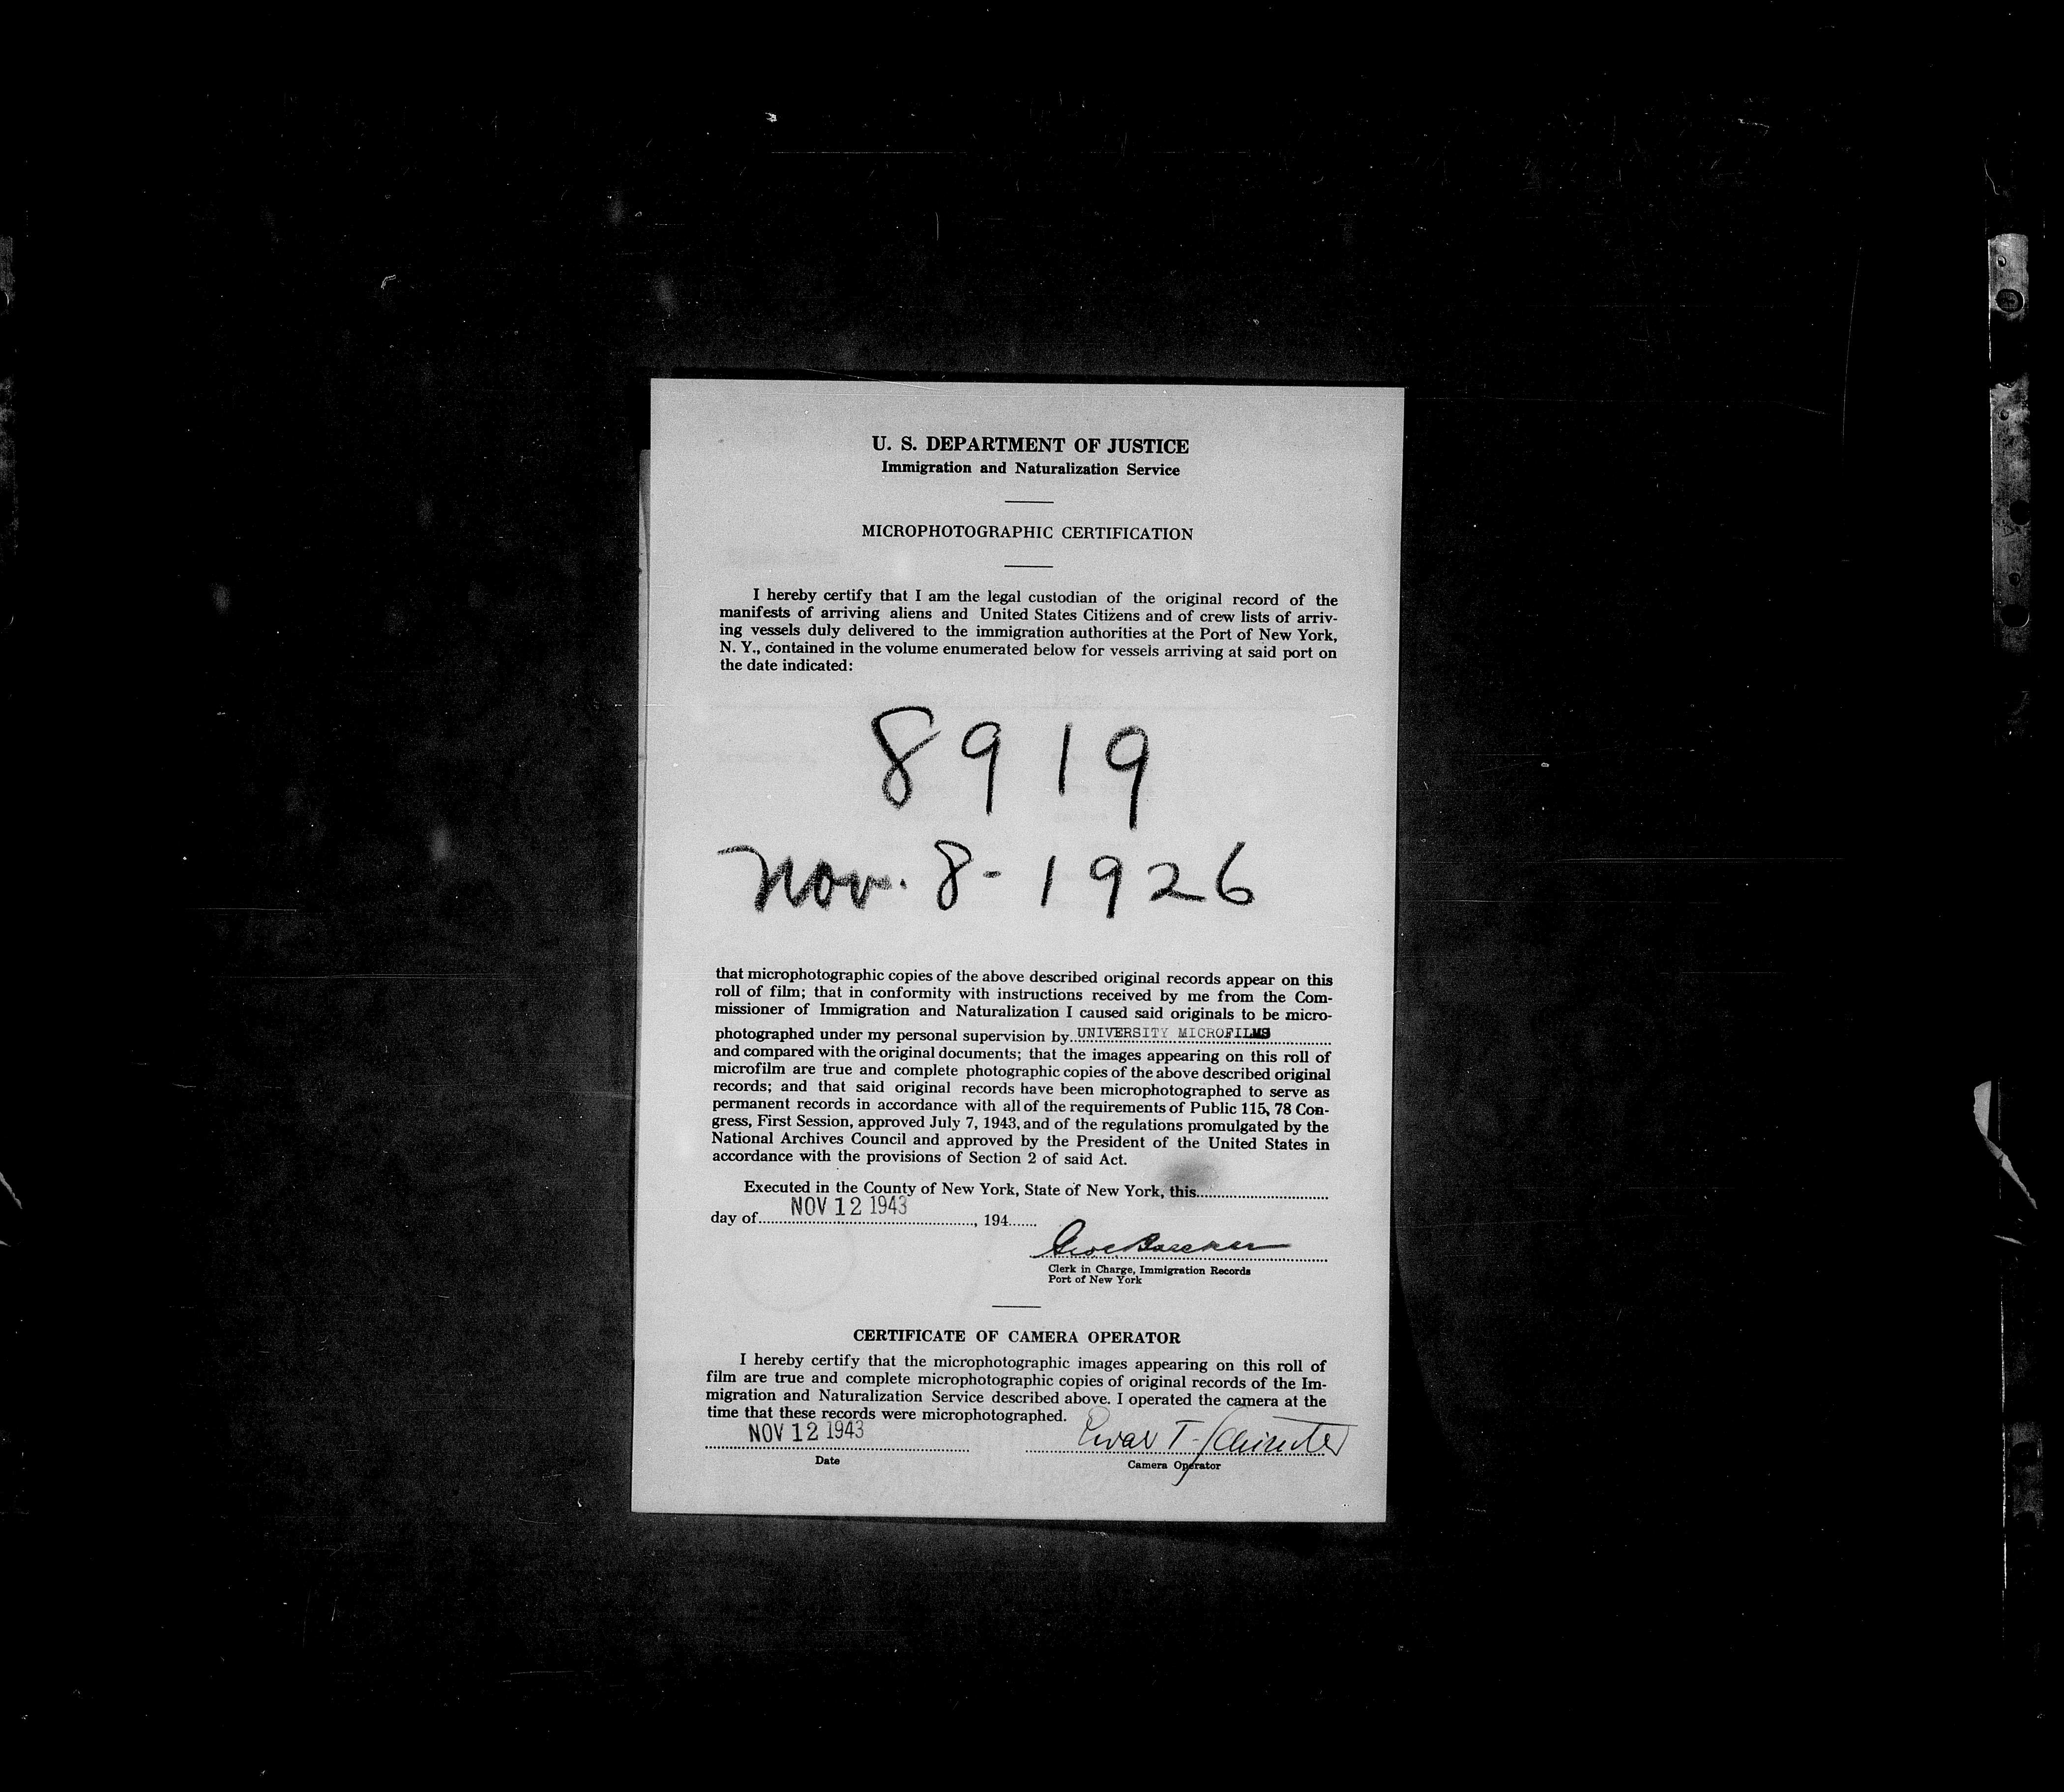 U. S. DEPARTMENT OF JUSTICE
Immigration and Naturalization Service
MICROPHOTOGRAPHIC CERTIFICATION
I hereby certify that I am the legal custodian of the original record of the
manifests of arriving aliens and United States Citizens and of crew lists of arriv-
ing vessels duly delivered to the immigration authorities at the Port of New York,
N. Y., contained in the volume enumerated below for vessels arriving at said port on
the date indicated:
8919
Nov. 8- 1926
that microphotographic copies of the above described original records appear on this
roll of film; that in conformity with instructions received by me from the Com-
missioner of Immigration and Naturalization I caused said originals to be micro-
photographed under my personal supervision by UNIVERSITY MICROFILMS
and compared with the original documents; that the images appearing on this roll of
microfilm are true and complete photographic copies of the above described original
records; and that said original records have been microphotographed to serve as
permanent records in accordance with all of the requirements of Public 115, 78 Con-
gress, First Session, approved July 7, 1943, and of the regulations promulgated by the
National Archives Council and approved by the President of the United States in
accordance with the provisions of Section 2 of said Act.
Executed in the County of New York, State of New York, this
day of NOV 12 1943, 194
Clerk in Charge, Immigration Records
Port of New York
CERTIFICATE OF CAMERA OPERATOR
I hereby certify that the microphotographic images appearing on this roll of
film are true and complete microphotographic copies of original records of the Im-
migration and Naturalization Service described above. I operated the camera at the
time that these records were microphotographed.
NOV 12 1943
Date
Camera Operator